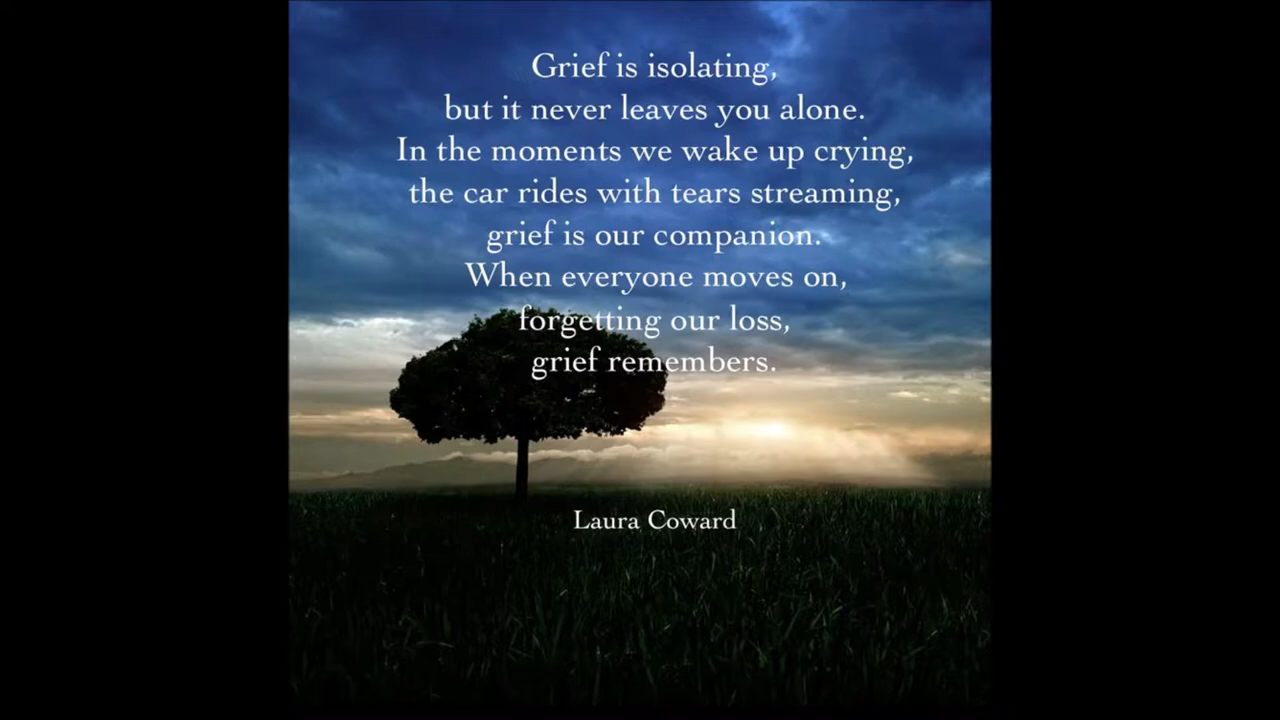 Grief is isolating,
but it never leaves you alone.
In the moments we wake up crying,
the car rides with tears streaming,
grief is our companion.
When everyone moves on,
forgetting our loss,
grief remembers.
Laura Coward